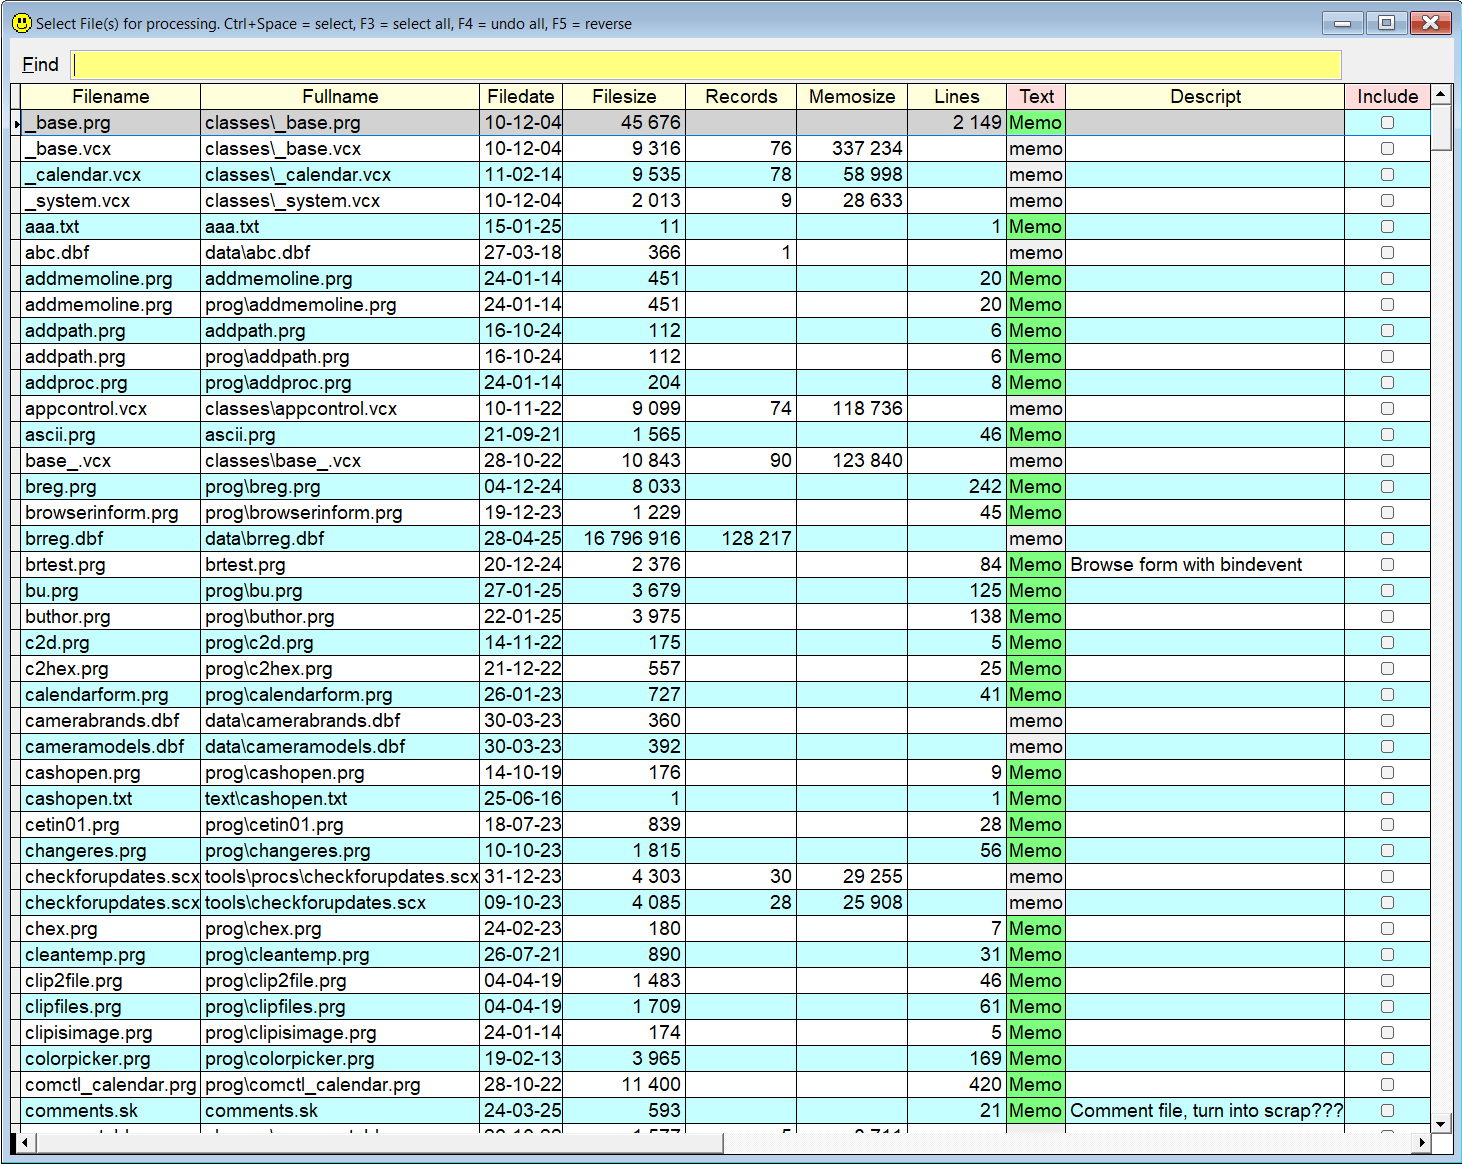 Select File(s) for processing. Ctrl+Space = select, F3 = select all, F4 = undo all, F5 = reverse
Find
Filename Fullname Filedate Filesize Records Memosize Lines Text Descript Include
_base.prg classes\_base.prg 10-12-04 45 676 2 149 Memo
_base.vcx classes\_base.vcx 10-12-04 9 316 76 337 234 memo
_calendar.vcx classes\_calendar.vcx 11-02-14 9 535 78 58 998 memo
_system.vcx classes\_system.vcx 10-12-04 2 013 9 28 633 memo
aaa.txt aaa.txt 15-01-25 11 1 Memo
abc.dbf data\abc.dbf 27-03-18 366 1 memo
addmemoline.prg addmemoline.prg 24-01-14 451 20 Memo
addmemoline.prg prog\addmemoline.prg 24-01-14 451 20 Memo
addpath.prg addpath.prg 16-10-24 112 6 Memo
addpath.prg prog\addpath.prg 16-10-24 112 6 Memo
addproc.prg prog\addproc.prg 24-01-14 204 8 Memo
appcontrol.vcx classes\appcontrol.vcx 10-11-22 9 099 74 118 736 memo
ascii.prg ascii.prg 21-09-21 1 565 46 Memo
base_.vcx classes\base_.vcx 28-10-22 10 843 90 123 840 memo
breg.prg prog\breg.prg 04-12-24 8 033 242 Memo
browserinform.prg prog\browserinform.prg 19-12-23 1 229 45 Memo
brreg.dbf data\brreg.dbf 28-04-25 16 796 916 128 217 memo
brtest.prg brtest.prg 20-12-24 2 376 84 Memo Browse form with bindevent
bu.prg prog\bu.prg 27-01-25 3 679 125 Memo
buthor.prg prog\buthor.prg 22-01-25 3 975 138 Memo
c2d.prg prog\c2d.prg 14-11-22 175 5 Memo
c2hex.prg prog\c2hex.prg 21-12-22 557 25 Memo
calendarform.prg prog\calendarform.prg 26-01-23 727 41 Memo
camerabrands.dbf data\camerabrands.dbf 30-03-23 360 memo
cameramodels.dbf data\cameramodels.dbf 30-03-23 392 memo
cashopen.prg prog\cashopen.prg 14-10-19 176 9 Memo
cashopen.txt text\cashopen.txt 25-06-16 1 1 Memo
cetin01.prg prog\cetin01.prg 18-07-23 839 28 Memo
changeres.prg prog\changeres.prg 10-10-23 1 815 56 Memo
checkforupdates.scx tools\procs\checkforupdates.scx 31-12-23 4 303 30 29 255 memo
checkforupdates.scx tools\checkforupdates.scx 09-10-23 4 085 28 25 908 memo
chex.prg prog\chex.prg 24-02-23 180 7 Memo
cleantemp.prg prog\cleantemp.prg 26-07-21 890 31 Memo
clip2file.prg prog\clip2file.prg 04-04-19 1 483 46 Memo
clipfiles.prg prog\clipfiles.prg 04-04-19 1 709 61 Memo
clipisimage.prg prog\clipisimage.prg 24-01-14 174 5 Memo
colorpicker.prg prog\colorpicker.prg 19-02-13 3 965 169 Memo
comctl_calendar.prg prog\comctl_calendar.prg 28-10-22 11 400 420 Memo
comments.sk comments.sk 24-03-25 593 21 Memo Comment file, turn into scrap???